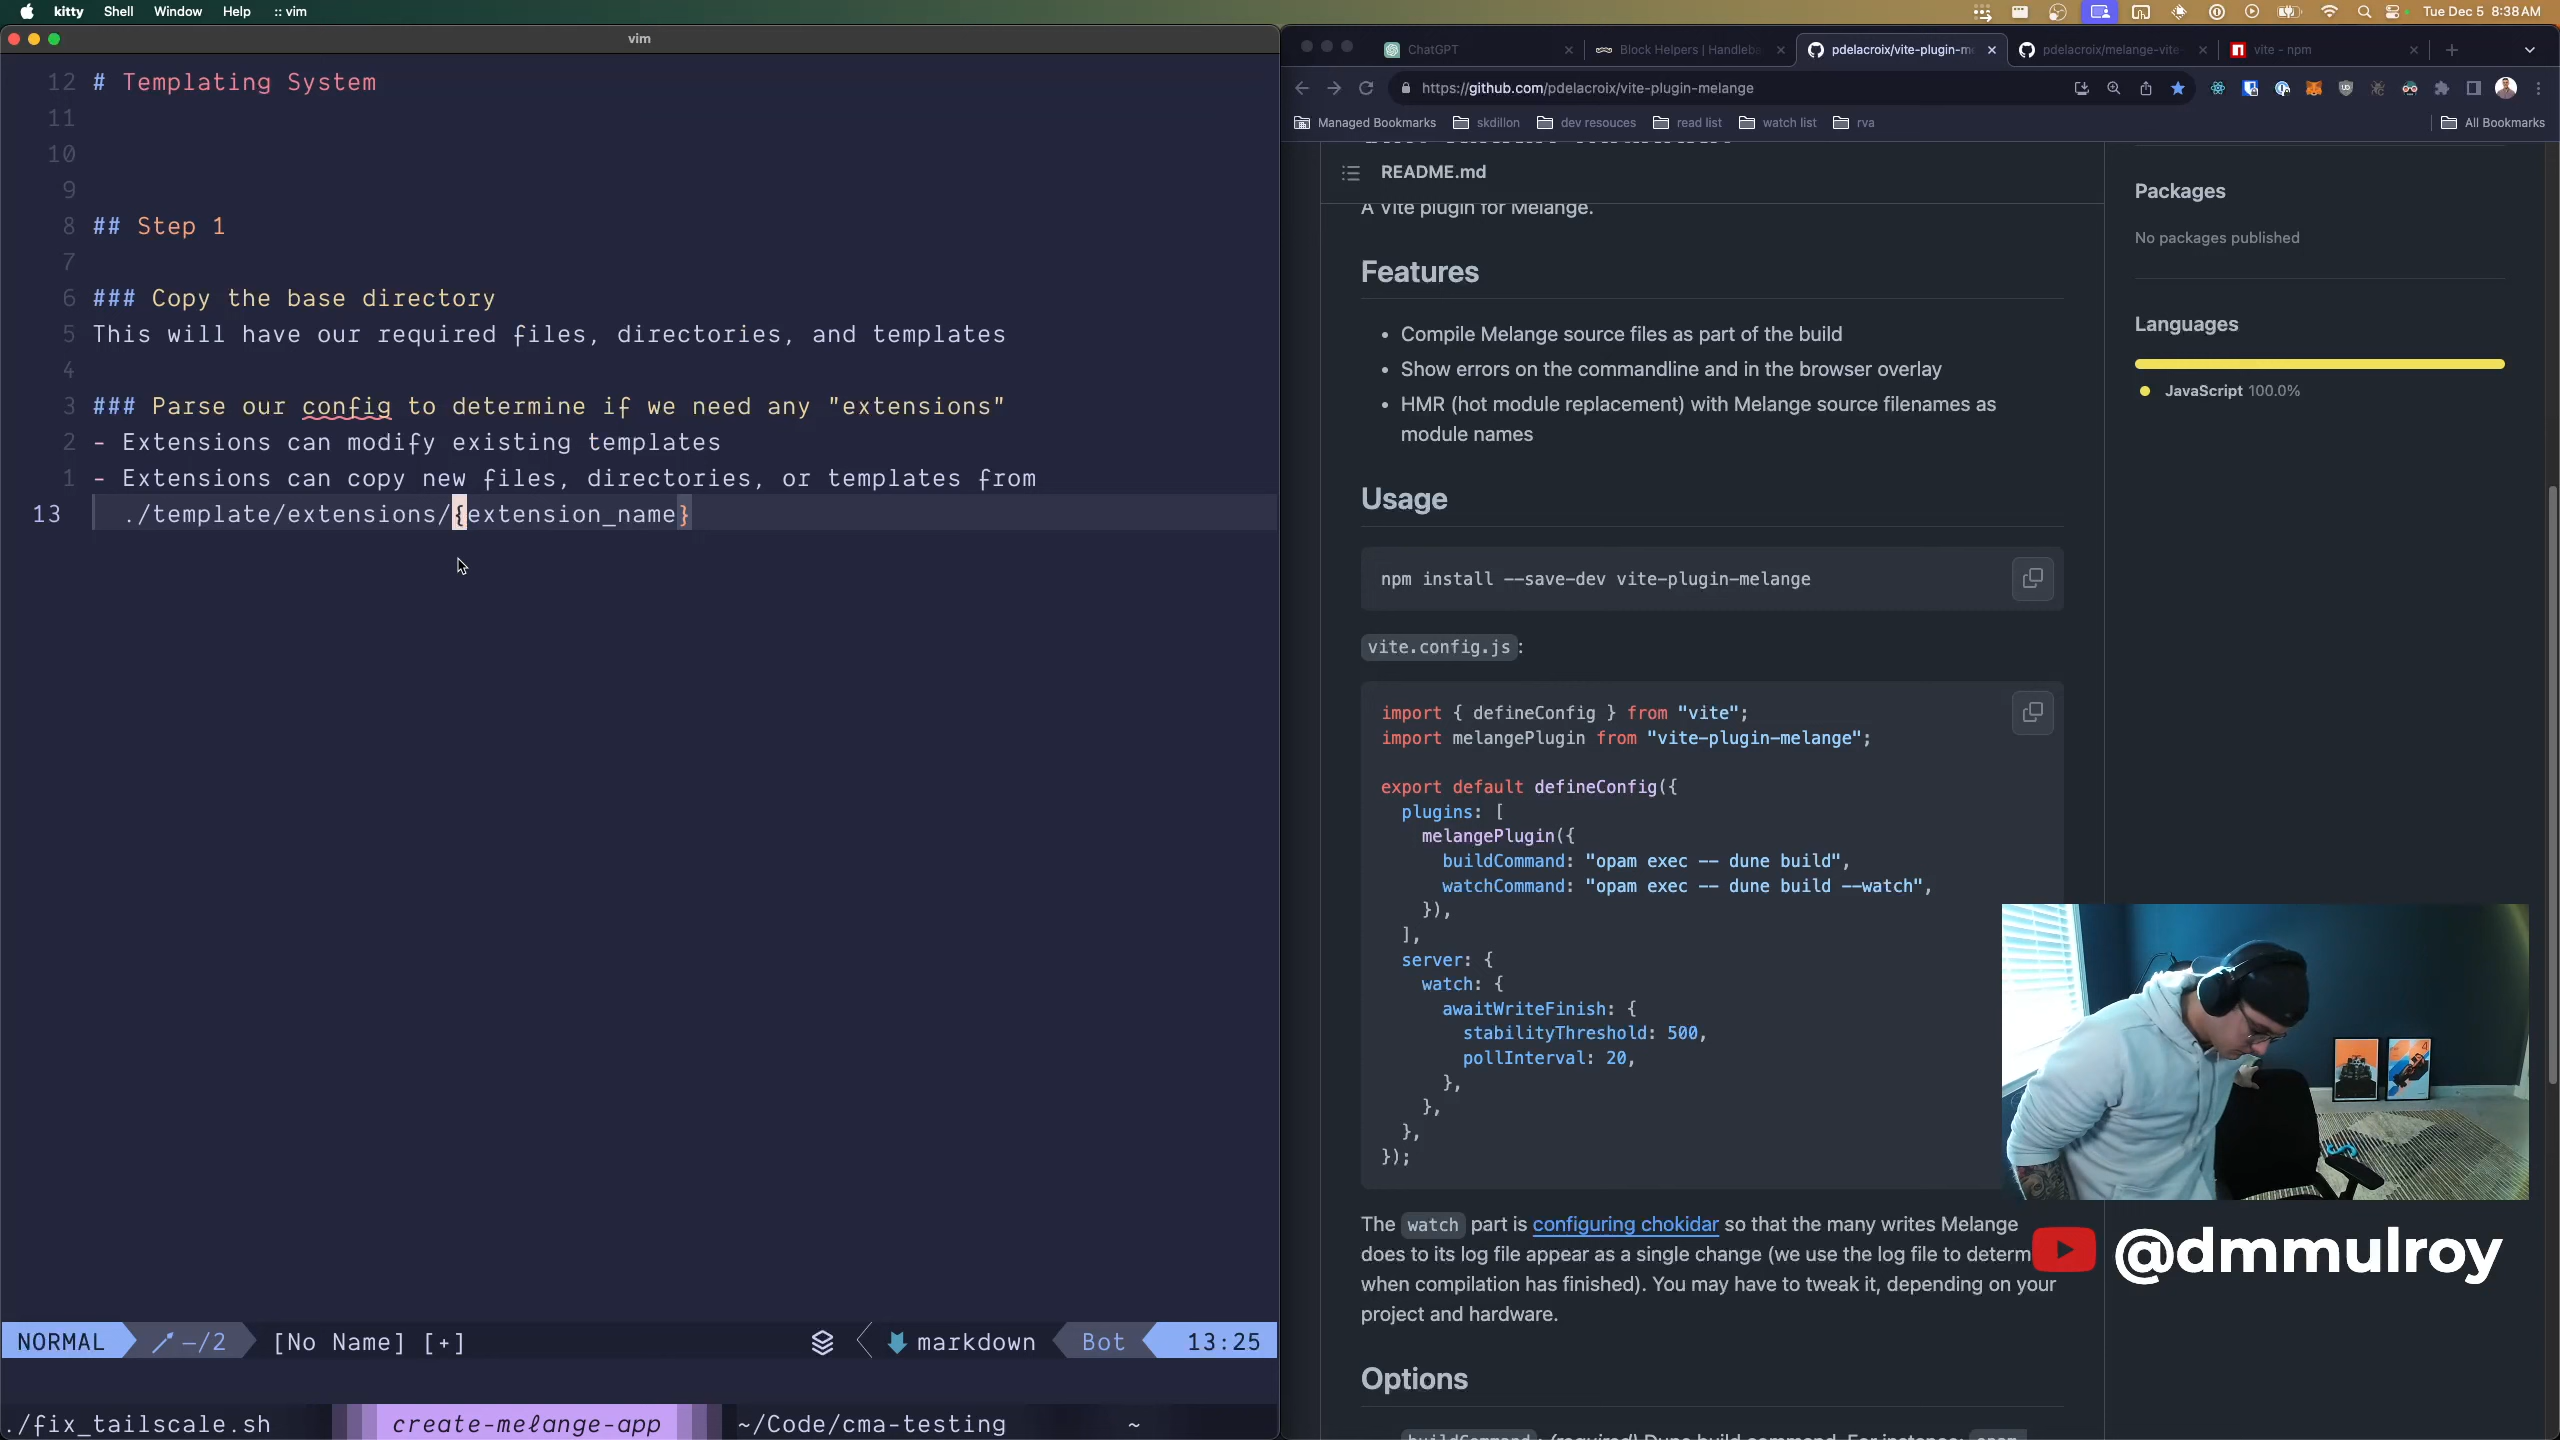 kitty Shell Window Help :: vim
Tue Dec 5 8:38 AM
vim
12 # Templating System
11
10
9
8 ## Step 1
7
6 ### Copy the base directory
5 This will have our required files, directories, and templates
4
3 ### Parse our config to determine if we need any "extensions"
2 - Extensions can modify existing templates
1 - Extensions can copy new files, directories, or templates from
13 ./template/extensions/{extension_name}
NORMAL –/2 [No Name] [+] markdown Bot 13:25
./fix_tailscale.sh create-melange-app ~/Code/cma-testing ~
ChatGPT
Block Helpers | Handleba
pdelacroix/vite-plugin-m
pdelacroix/melange-vite
vite - npm
https://github.com/pdelacroix/vite-plugin-melange
Managed Bookmarks skdillon dev resouces read list watch list rva All Bookmarks
README.md
A Vite plugin for Melange.
Features
• Compile Melange source files as part of the build
• Show errors on the commandline and in the browser overlay
• HMR (hot module replacement) with Melange source filenames as
module names
Usage
npm install --save-dev vite-plugin-melange
vite.config.js:
import { defineConfig } from "vite";
import melangePlugin from "vite-plugin-melange";
export default defineConfig({
plugins: [
melangePlugin({
buildCommand: "opam exec -- dune build",
watchCommand: "opam exec -- dune build --watch",
}),
],
server: {
watch: {
awaitWriteFinish: {
stabilityThreshold: 500,
pollInterval: 20,
},
},
},
});
The watch part is configuring chokidar so that the many writes Melange
does to its log file appear as a single change (we use the log file to determ
when compilation has finished). You may have to tweak it, depending on your
project and hardware.
Options
buildCommand: (required) Dune build command. For instance: opam
Packages
No packages published
Languages
JavaScript 100.0%
@dmmulroy